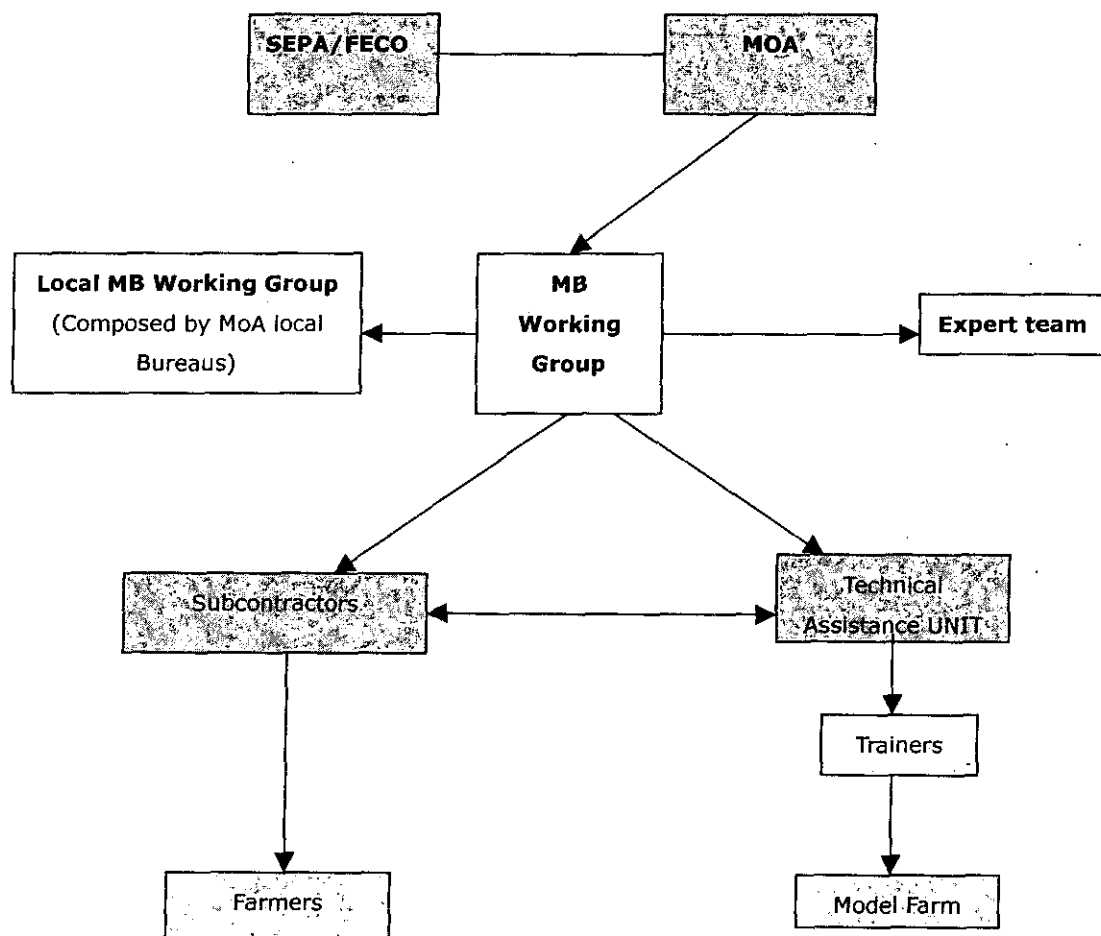 SEPA/FECO
MOA
Local MB Working Group
(Composed by MoA local
Bureaus)
MB
Working
Group
Expert team
Subcontractors
Technical
Assistance UNIT
Trainers
Farmers
Model Farm